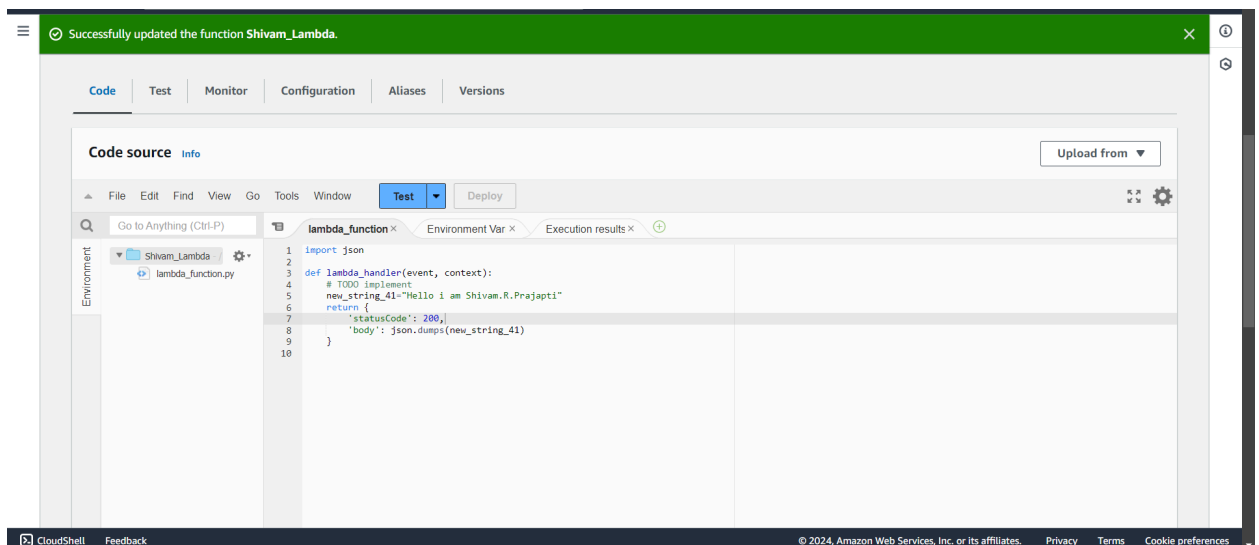 Successfully updated the function Shivam_Lambda.
Code Test Monitor Configuration Aliases Versions
Code source Info
Upload from
File Edit Find View Go Tools Window Test Deploy
Go to Anything (Ctrl-P)
lambda_function Environment Var Execution results
Environment
Shivam_Lambda - /
lambda_function.py
1 import json
2
3 def lambda_handler(event, context):
4 # TODO implement
5 new_string_41="Hello i am Shivam.R.Prajapti"
6 return {
7 'statusCode': 200,
8 'body': json.dumps(new_string_41)
9 }
10
CloudShell Feedback © 2024, Amazon Web Services, Inc. or its affiliates. Privacy Terms Cookie preferences